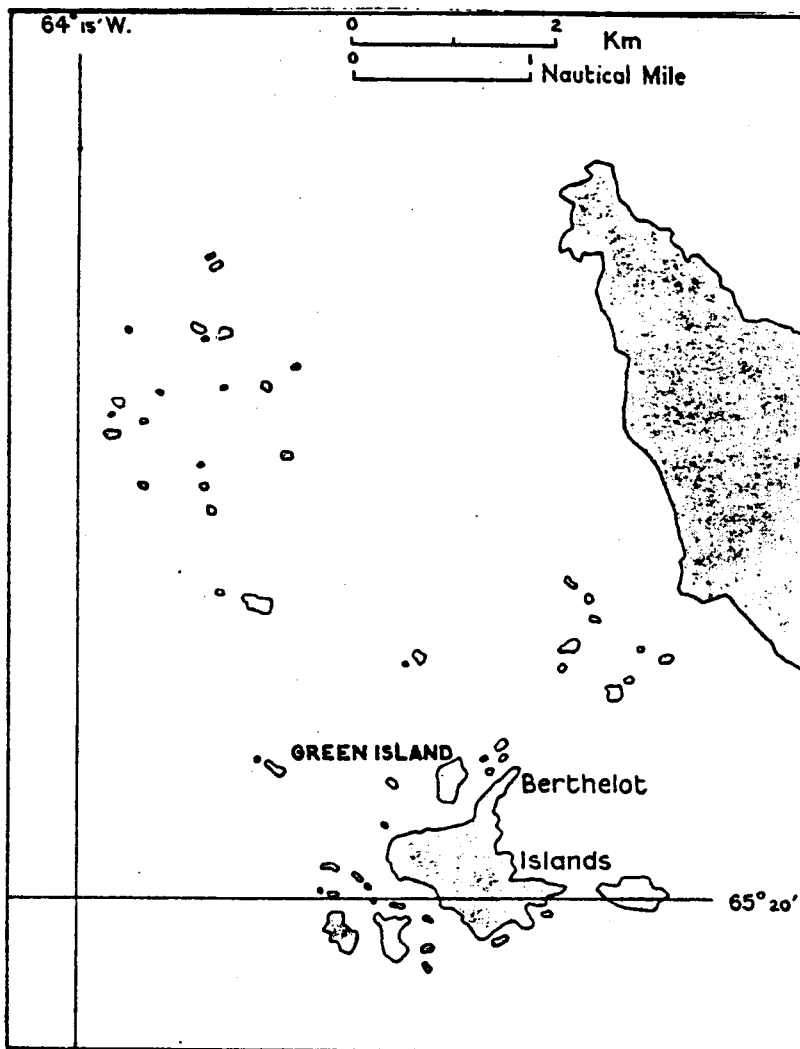 64° 15' W.
0 2
Km
0 1
Nautical Mile
GREEN ISLAND
Berthelot
Islands
65° 20'